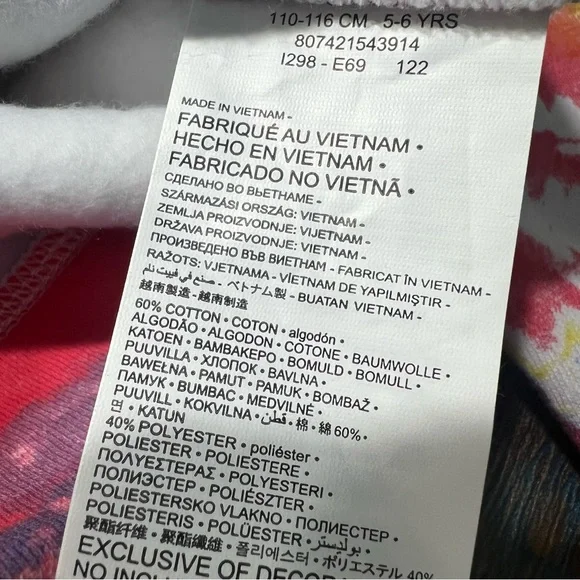 110-116 CM 5-6 YRS
807421543914
I298 - E69 122
MADE IN VIETNAM -
FABRIQUÉ AU VIETNAM •
HECHO EN VIETNAM •
FABRICADO NO VIETNÃ •
СДЕЛАНО ВО ВЬЕТНАМЕ -
SZÁRMAZÁSI ORSZÁG: VIETNAM -
ZEMLJA PROIZVODNJE: VIJETNAM -
DRŽAVA PROIZVODNJE: VIETNAM -
ПРОИЗВЕДЕНО ВЪВ ВИЕТНАМ - FABRICAT ÎN VIETNAM -
RAŽOTS: VJETNAMA - VİETNAM DE YAPILMIŞTIR -
صنع في فييت نام - ベトナム製 - BUATAN VIETNAM -
越南製造 - 越南制造
60% COTTON • COTON • algodón •
ALGODÃO • ALGODON • COTONE • BAUMWOLLE •
KATOEN • ΒΑΜΒΑΚΕΡΟ • BOMULD • BOMULL •
PUUVILLA • ХЛОПОК • BAVLNA •
BAWEŁNA • PAMUT • PAMUK • BOMBAŽ •
ПАМУК • BUMBAC • MEDVILNĖ •
PUUVILL • KOKVILNA • قطن • 棉 • 綿 60% •
면 • KATUN
40% POLYESTER • poliéster •
POLIESTER • POLIESTERE •
ΠΟΛΥΕΣΤΕΡΑΣ • POLYESTERI •
ПОЛИЭСТЕР • POLIÉSZTER •
POLIESTERSKO VLAKNO • ПОЛИЕСТЕР •
POLIESTERIS • POLÜESTER • بوليستر •
聚酯纤维 • 聚酯纖維 • 폴리에스터 • ポリエステル 40%
EXCLUSIVE OF